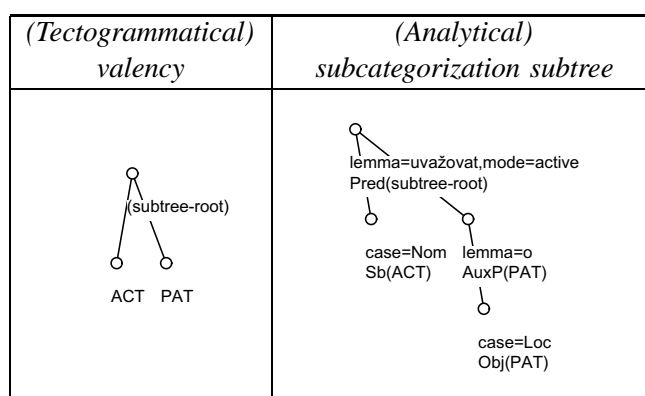 (Tectogrammatical)
valency
(Analytical)
subcategorization subtree
(subtree-root)
ACT PAT
lemma=uvažovat,mode=active
Pred(subtree-root)
case=Nom
Sb(ACT)
lemma=o
AuxP(PAT)
case=Loc
Obj(PAT)